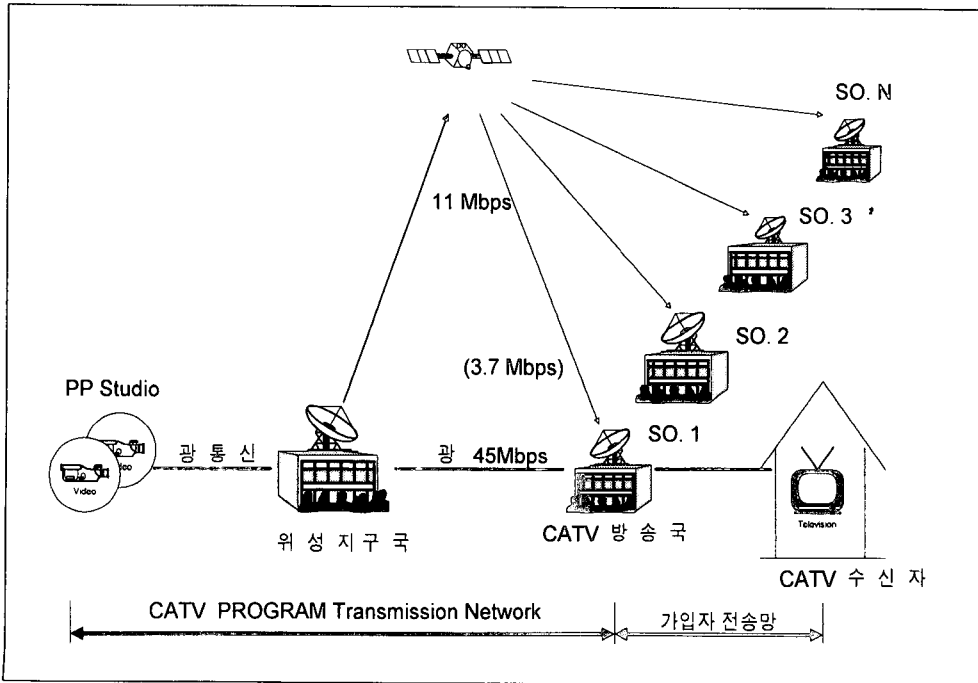 SO. N
11 Mbps
SO. 3
SO. 2
(3.7 Mbps)
PP Studio
SO. 1
광 통 신
광 45Mbps
Video
Television
위 성 지 구 국
CATV 방 송 국
CATV 수 신 자
CATV PROGRAM Transmission Network
가입자 전송망